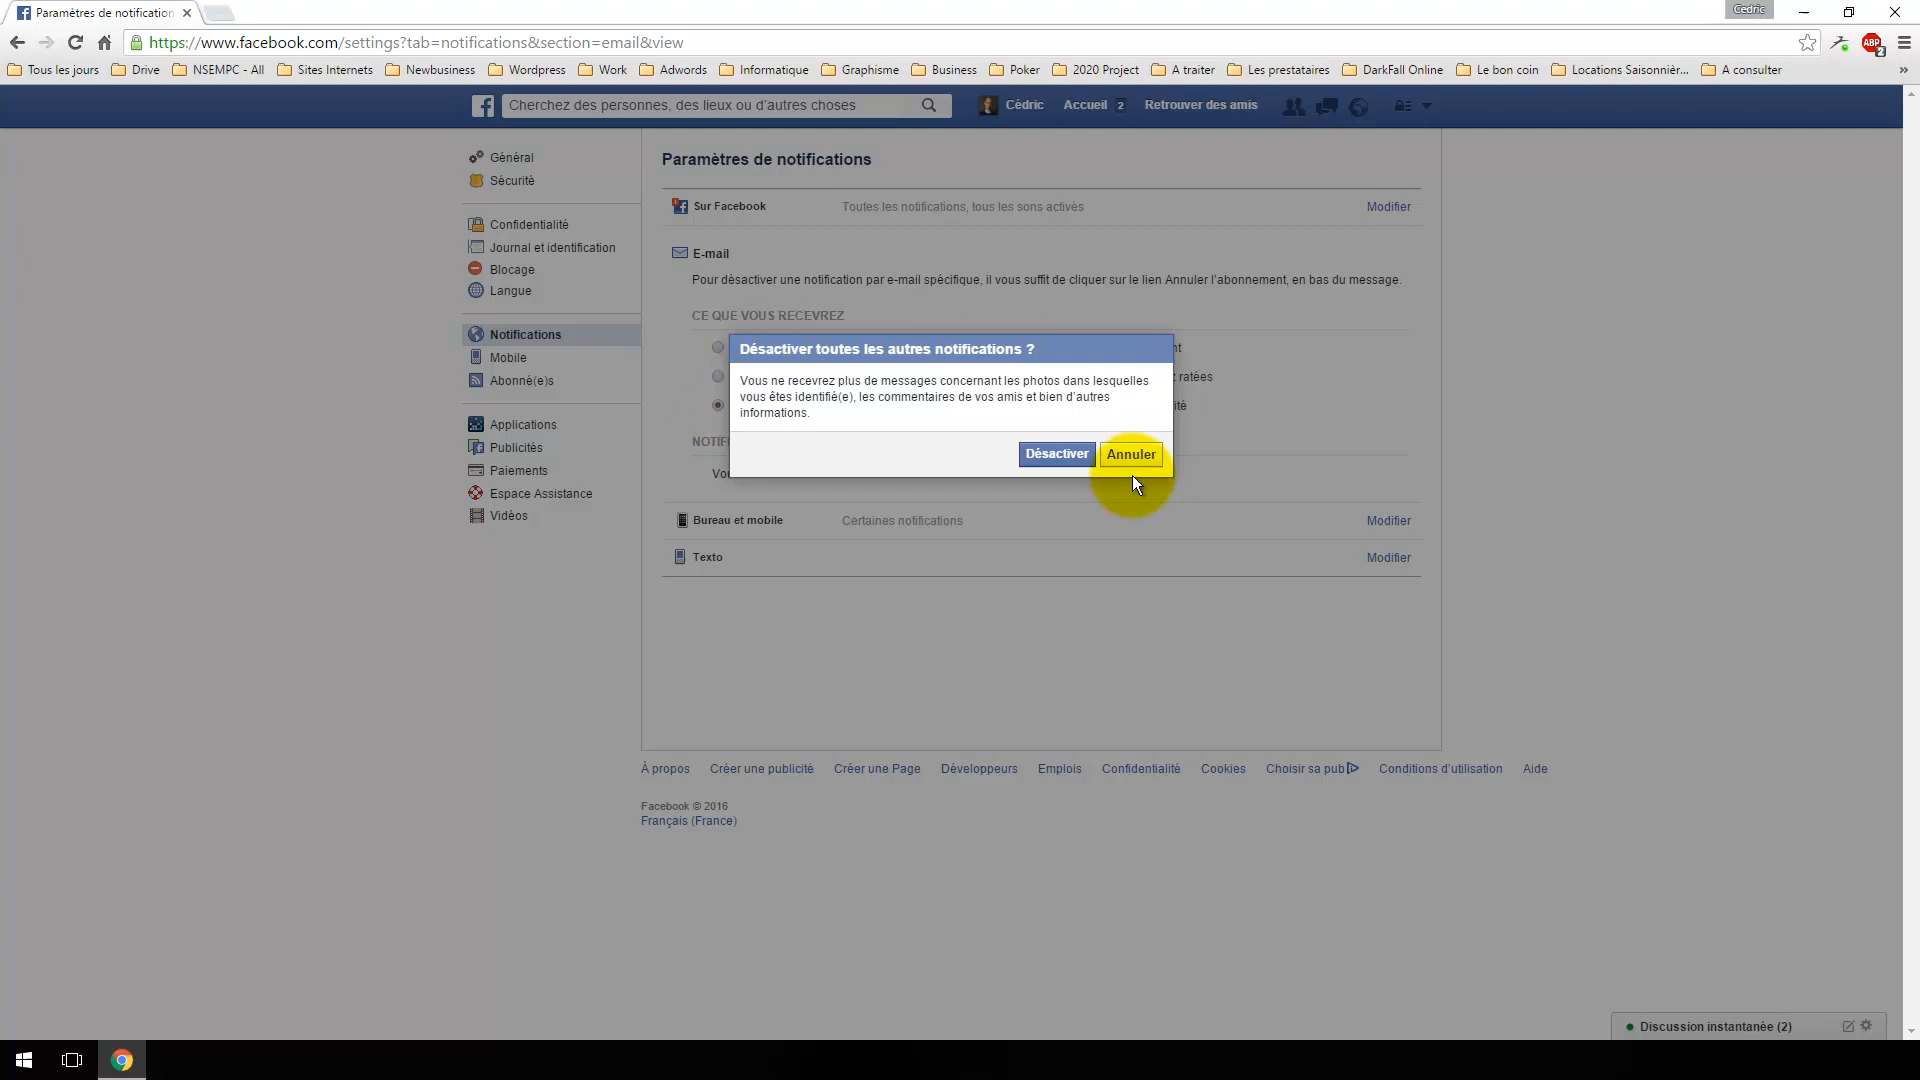 Paramètres de notification
Cedric
https://www.facebook.com/settings?tab=notifications&section=email&view
ABP
2
Tous les jours
Drive
NSEMPC - All
Sites Internets
Newbusiness
Wordpress
Work
Adwords
Informatique
Graphisme
Business
Poker
2020 Project
A traiter
Les prestataires
DarkFall Online
Le bon coin
Locations Saisonnièr...
A consulter
»
Cherchez des personnes, des lieux ou d'autres choses
Cédric
Accueil 2
Retrouver des amis
Général
Sécurité
Confidentialité
Journal et identification
Blocage
Langue
Notifications
Mobile
Abonné(e)s
Applications
Publicités
Paiements
Espace Assistance
Vidéos
Paramètres de notifications
Sur Facebook
Toutes les notifications, tous les sons activés
Modifier
E-mail
Pour désactiver une notification par e-mail spécifique, il vous suffit de cliquer sur le lien Annuler l'abonnement, en bas du message.
CE QUE VOUS RECEVREZ
ratées
Désactiver toutes les autres notifications ?
Vous ne recevrez plus de messages concernant les photos dans lesquelles
vous êtes identifié(e), les commentaires de vos amis et bien d'autres
informations.
Désactiver
Annuler
Bureau et mobile
Certaines notifications
Modifier
Texto
Modifier
À propos
Créer une publicité
Créer une Page
Développeurs
Emplois
Confidentialité
Cookies
Choisir sa pub
Conditions d'utilisation
Aide
Facebook © 2016
Français (France)
Discussion instantanée (2)